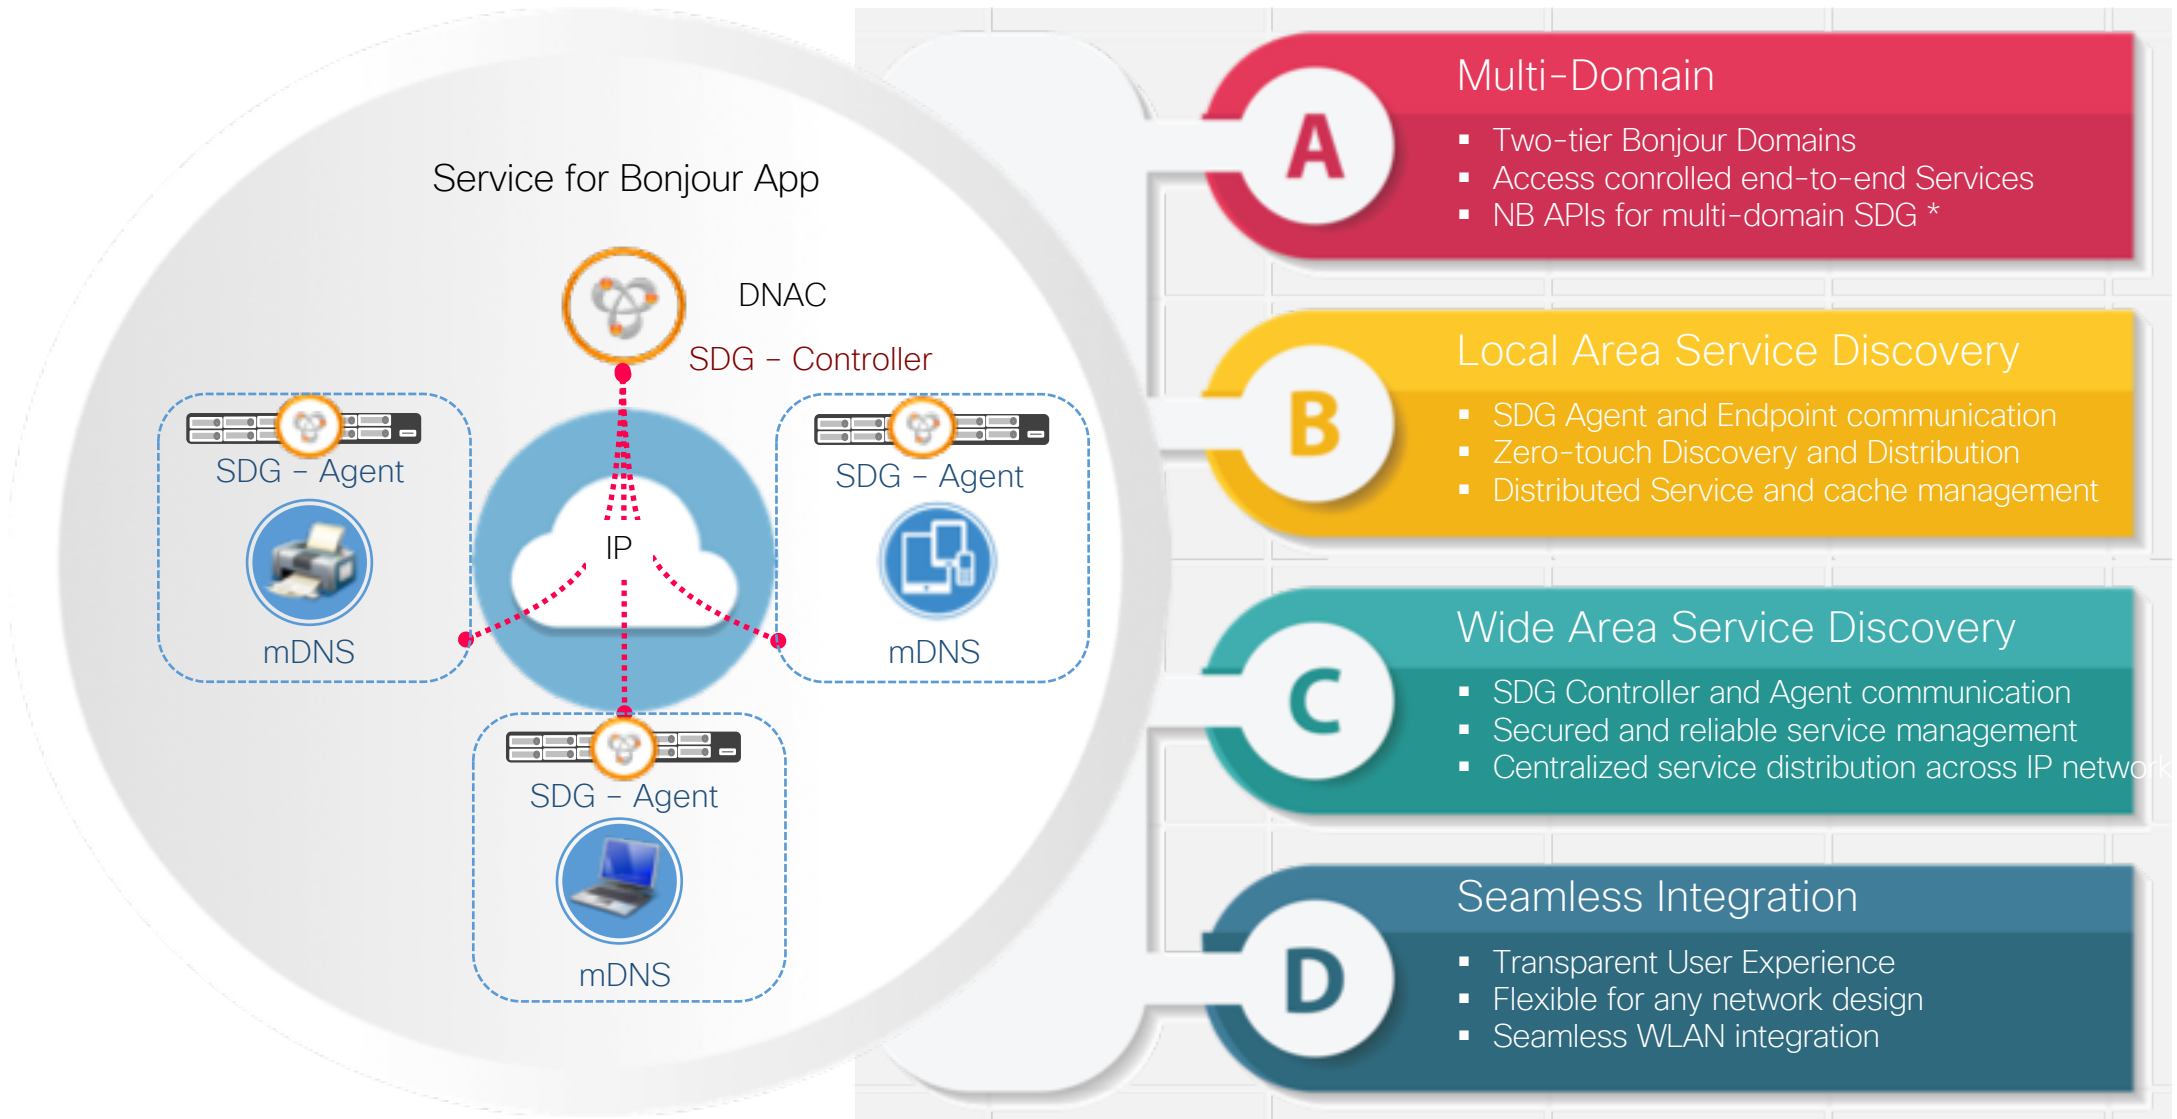 Service for Bonjour App
DNAC
SDG – Controller
SDG – Agent
mDNS
SDG – Agent
mDNS
IP
SDG – Agent
mDNS
A
Multi-Domain
▪ Two-tier Bonjour Domains
▪ Access conrolled end-to-end Services
▪ NB APIs for multi-domain SDG *
B
Local Area Service Discovery
▪ SDG Agent and Endpoint communication
▪ Zero-touch Discovery and Distribution
▪ Distributed Service and cache management
C
Wide Area Service Discovery
▪ SDG Controller and Agent communication
▪ Secured and reliable service management
▪ Centralized service distribution across IP network
D
Seamless Integration
▪ Transparent User Experience
▪ Flexible for any network design
▪ Seamless WLAN integration